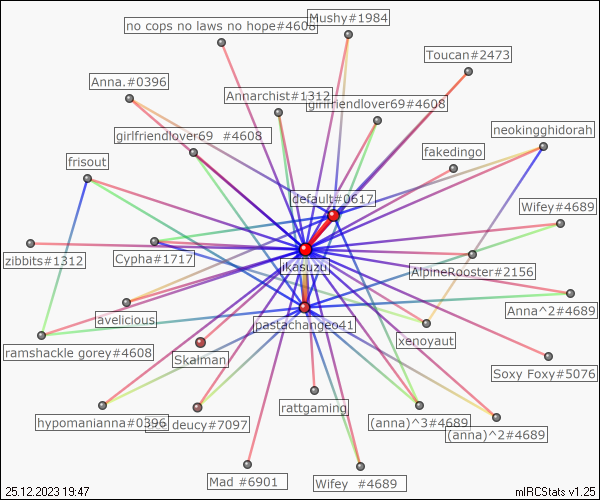 Mushy#1984
no cops no laws no hope#4608
Toucan#2473
Anna.#0396
Annarchist#1312
girlfriendlover69#4608
neokingghidorah
girlfriendlover69 #4608
fakedingo
frisout
default#0617
Wifey#4689
zibbits#1312
Cypha#1717
jikasuzu
AlpineRooster#2156
Anna^2#4689
avelicious
pastachangeo41
xenoyaut
ramshackle gorey#4608
Skalman
Soxy Foxy#5076
rattgaming
hypomanianna#0396
deucy#7097
(anna)^3#4689
(anna)^2#4689
Mad #6901
Wifey #4689
25.12.2023 19:47
mIRCStats v1.25